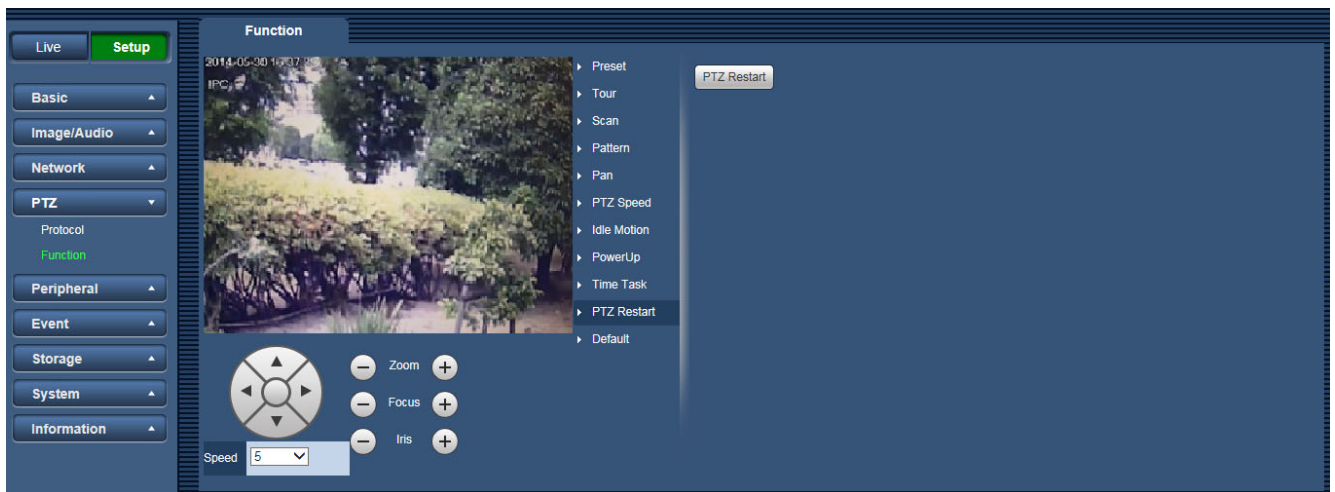 Function
Live
Setup
Basic
Image/Audio
Network
PTZ
Protocol
Function
Peripheral
Event
Storage
System
Information
IPC
Preset
Tour
Scan
Pattern
Pan
PTZ Speed
Idle Motion
PowerUp
Time Task
PTZ Restart
Default
PTZ Restart
Zoom
Focus
Iris
Speed 5